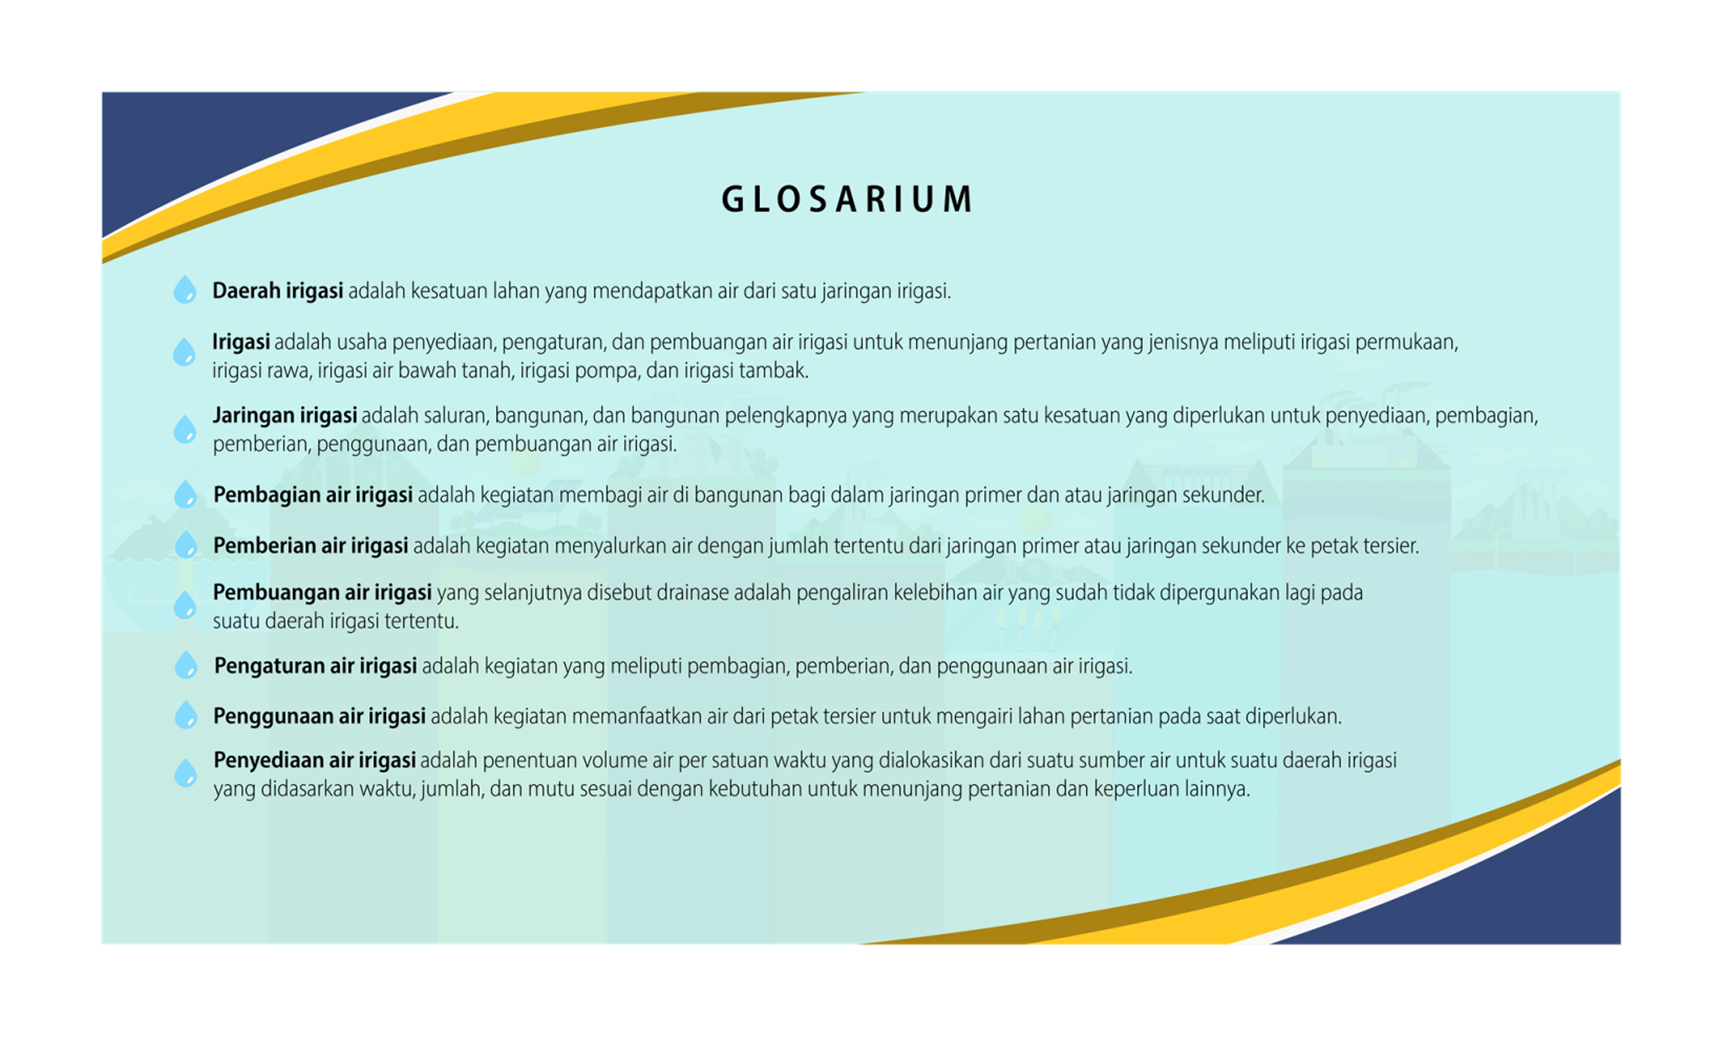 GLOSARIUM
Daerah irigasi adalah kesatuan lahan yang mendapatkan air dari satu jaringan irigasi.
Irigasi adalah usaha penyediaan, pengaturan, dan pembuangan air irigasi untuk menunjang pertanian yang jenisnya meliputi irigasi permukaan,
irigasi rawa, irigasi air bawah tanah, irigasi pompa, dan irigasi tambak.
Jaringan irigasi adalah saluran, bangunan, dan bangunan pelengkapnya yang merupakan satu kesatuan yang diperlukan untuk penyediaan, pembagian,
pemberian, penggunaan, dan pembuangan air irigasi.
Pembagian air irigasi adalah kegiatan membagi air di bangunan bagi dalam jaringan primer dan atau jaringan sekunder.
Pemberian air irigasi adalah kegiatan menyalurkan air dengan jumlah tertentu dari jaringan primer atau jaringan sekunder ke petak tersier.
Pembuangan air irigasi yang selanjutnya disebut drainase adalah pengaliran kelebihan air yang sudah tidak dipergunakan lagi pada
suatu daerah irigasi tertentu.
Pengaturan air irigasi adalah kegiatan yang meliputi pembagian, pemberian, dan penggunaan air irigasi.
Penggunaan air irigasi adalah kegiatan memanfaatkan air dari petak tersier untuk mengairi lahan pertanian pada saat diperlukan.
Penyediaan air irigasi adalah penentuan volume air per satuan waktu yang dialokasikan dari suatu sumber air untuk suatu daerah irigasi
yang didasarkan waktu, jumlah, dan mutu sesuai dengan kebutuhan untuk menunjang pertanian dan keperluan lainnya.